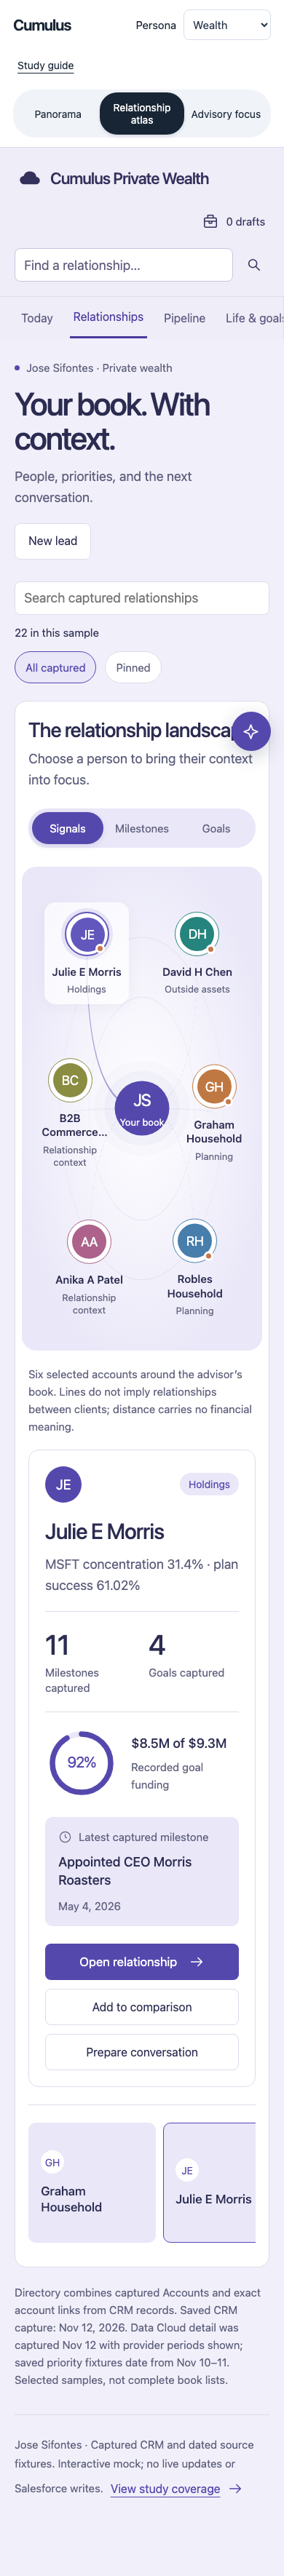 Cumulus
Persona
Wealth
Study guide
Panorama
Relationship
atlas
Advisory focus
Cumulus Private Wealth
0 drafts
Find a relationship...
Today
Relationships
Pipeline
Life & goals
Jose Sifontes · Private wealth
Your book. With
context.
People, priorities, and the next
conversation.
New lead
Search captured relationships
22 in this sample
All captured
Pinned
The relationship landscap
Choose a person to bring their context
into focus.
Signals
Milestones
Goals
JE
Julie E Morris
Holdings
DH
David H Chen
Outside assets
BC
B2B
Commerce...
Relationship
context
JS
Your book
GH
Graham
Household
Planning
AA
Anika A Patel
Relationship
context
RH
Robles
Household
Planning
Six selected accounts around the advisor's
book. Lines do not imply relationships
between clients; distance carries no financial
meaning.
JE
Holdings
Julie E Morris
MSFT concentration 31.4% · plan
success 61.02%
11
Milestones
captured
4
Goals captured
92%
$8.5M of $9.3M
Recorded goal
funding
Latest captured milestone
Appointed CEO Morris
Roasters
May 4, 2026
Open relationship
Add to comparison
Prepare conversation
GH
Graham
Household
JE
Julie E Morris
Directory combines captured Accounts and exact
account links from CRM records. Saved CRM
capture: Nov 12, 2026. Data Cloud detail was
captured Nov 12 with provider periods shown;
saved priority fixtures date from Nov 10–11.
Selected samples, not complete book lists.
Jose Sifontes · Captured CRM and dated source
fixtures. Interactive mock; no live updates or
Salesforce writes. View study coverage